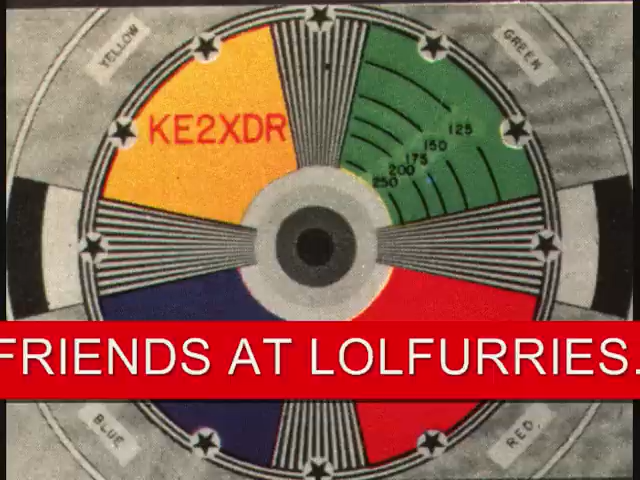 YELLOW
GREEN
KE2XDR
125
150
175
200
250
FRIENDS AT LOLFURRIES.
BLUE
RED